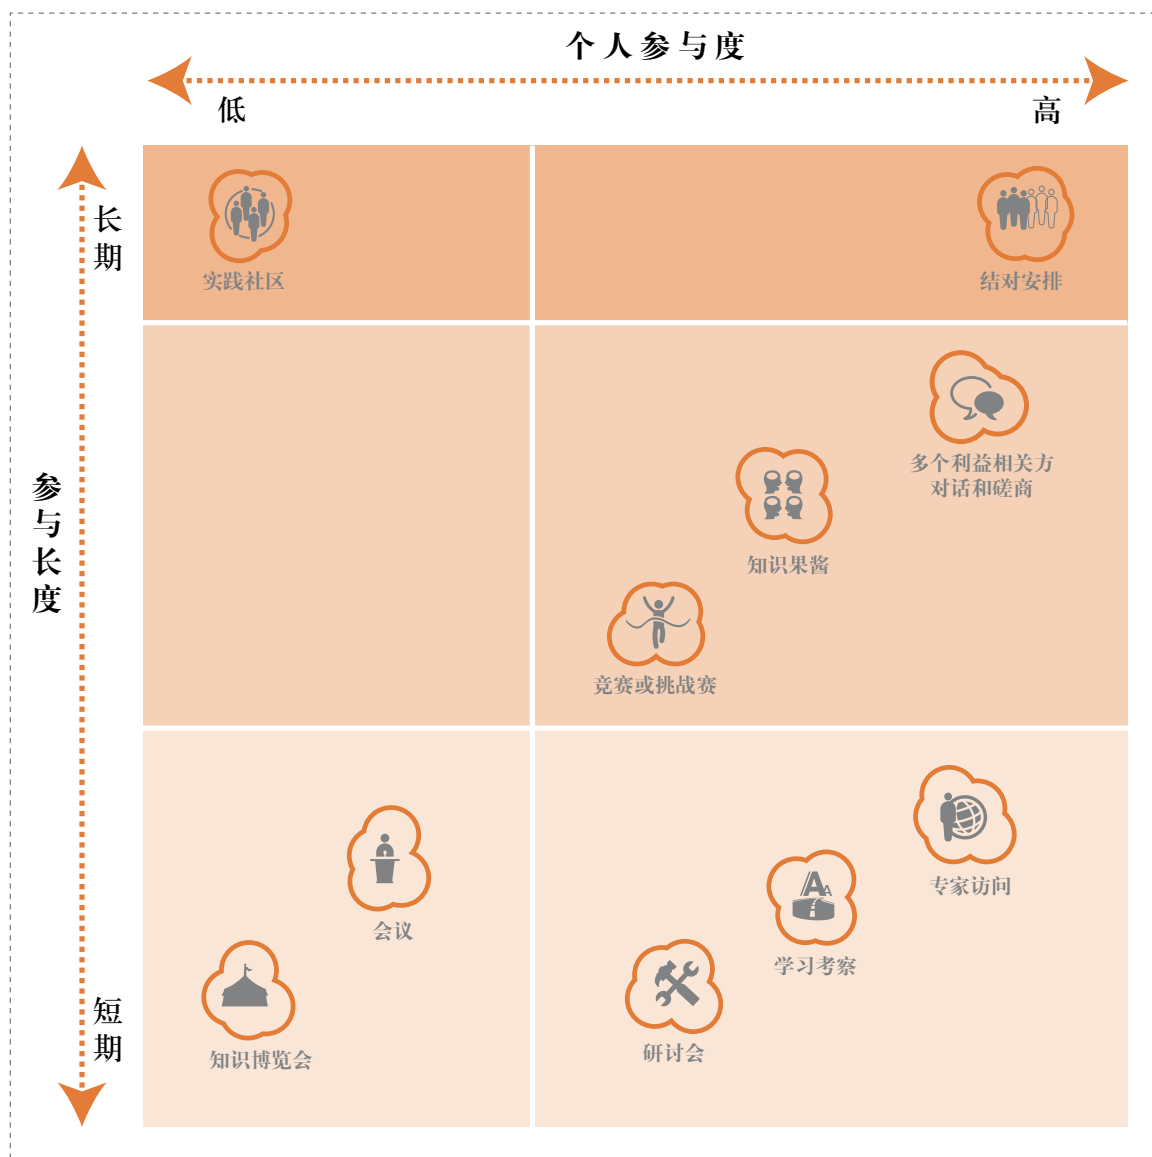 个人参与度
低
高
长期
参与长度
短期
实践社区
结对安排
多个利益相关方
对话和磋商
知识果酱
竞赛或挑战赛
专家访问
会议
学习考察
研讨会
知识博览会